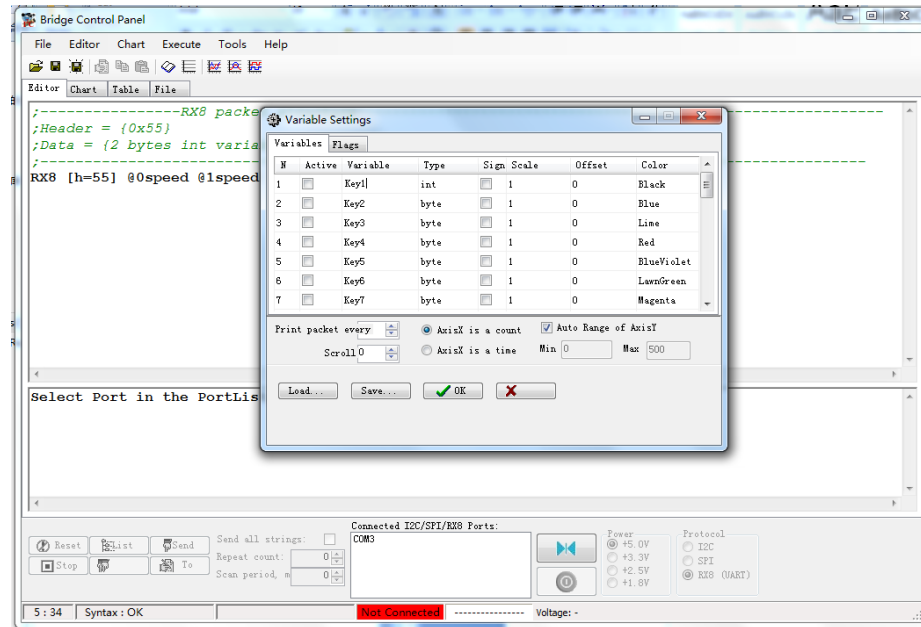 Bridge Control Panel
File Editor Chart Execute Tools Help
Editor Chart Table File
;-----------------RX8 packe
;Header = {0x55}
;Data = {2 bytes int varia
RX8 [h=55] @0speed @1speed
Variable Settings
Variables Flags
N Active Variable Type Sign Scale Offset Color
1 Key1 int 1 0 Black
2 Key2 byte 1 0 Blue
3 Key3 byte 1 0 Lime
4 Key4 byte 1 0 Red
5 Key5 byte 1 0 BlueViolet
6 Key6 byte 1 0 LawnGreen
7 Key7 byte 1 0 Magenta
Print packet every AxisX is a count Auto Range of AxisY
Scroll 0 AxisX is a time Min 0 Max 500
Load... Save... OK
Select Port in the PortLis
Connected I2C/SPI/RX8 Ports:
COM3
Reset List Send Send all strings:
Repeat count: 0
Stop To
Scan period, m 0
Power
+5.0V
+3.3V
+2.5V
+1.8V
Protocol
I2C
SPI
RX8 (UART)
5 : 34 Syntax : OK Not Connected ---------------- Voltage: -